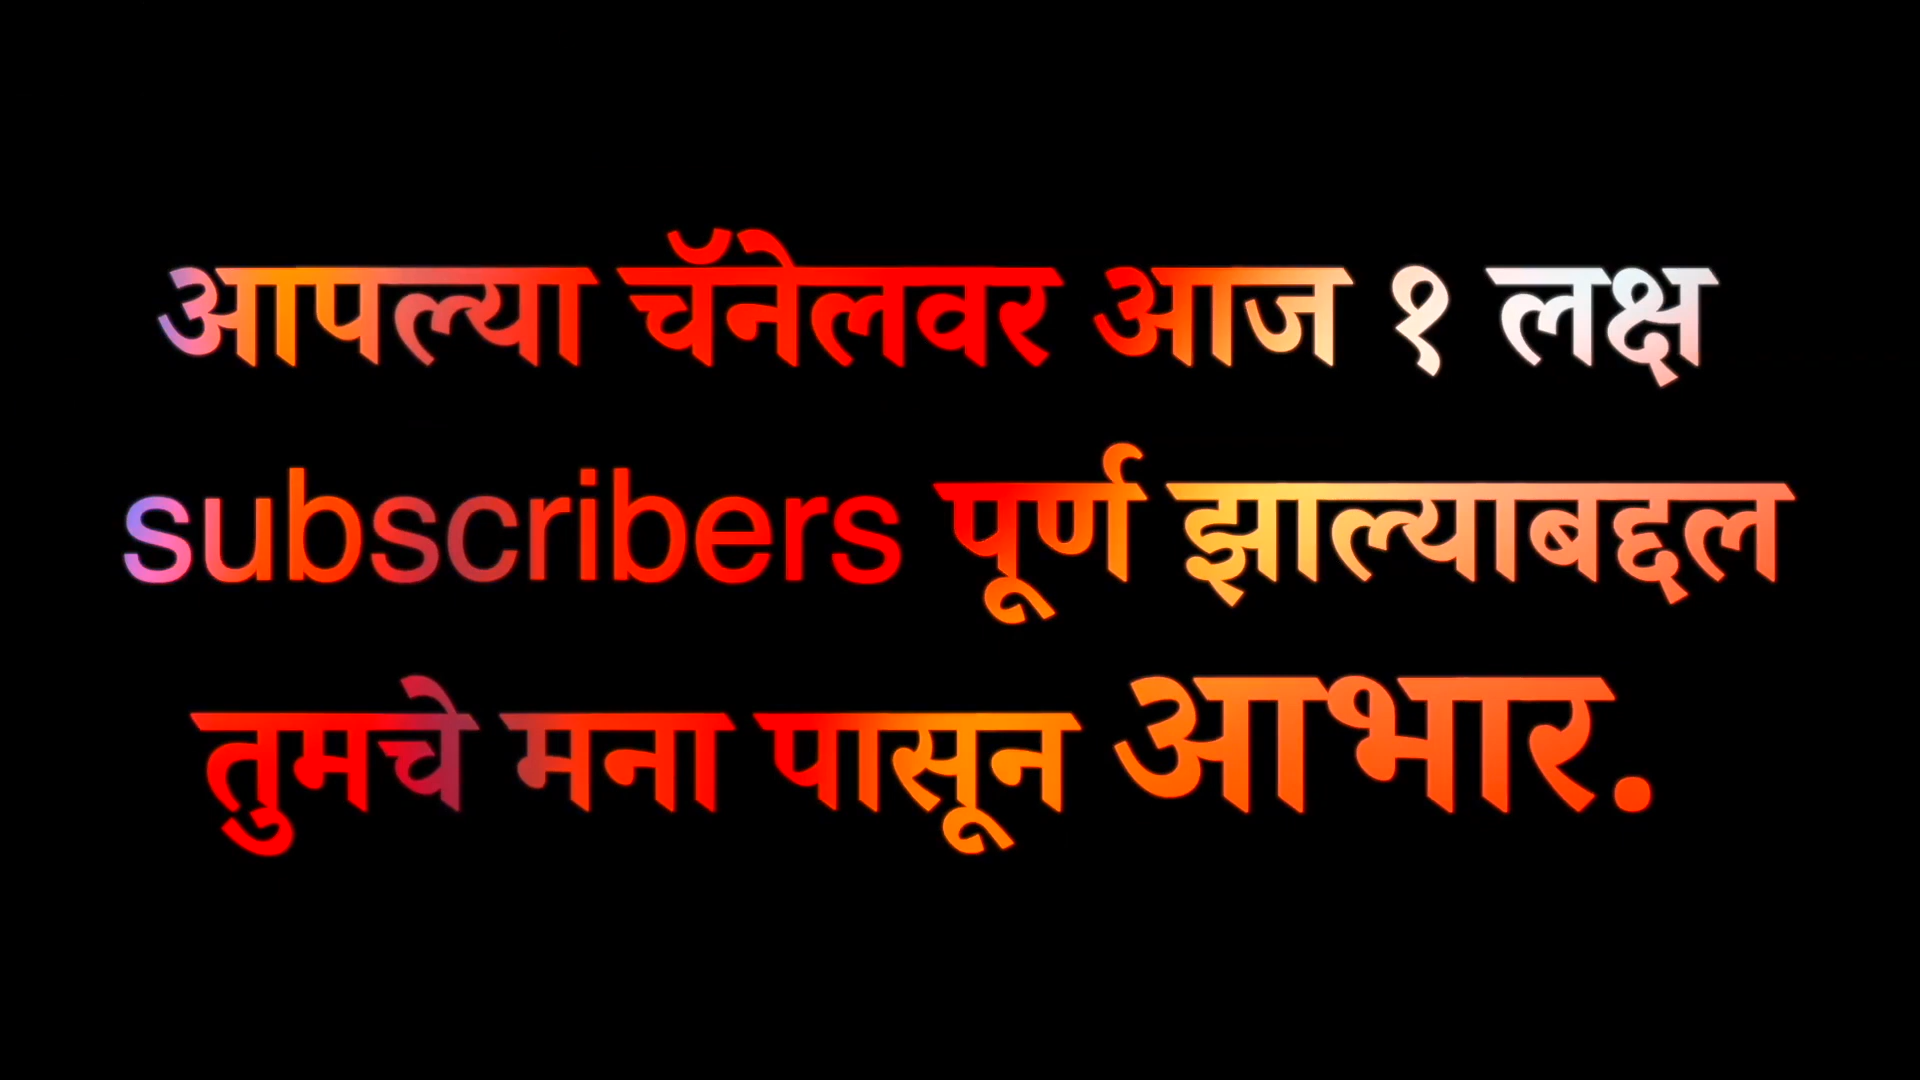 आपल्या चॅनेलवर आज १ लक्ष
subscribers पूर्ण झाल्याबद्दल
तुमचे मना पासून आभार.